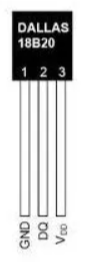 DALLAS
18B20
1 2 3
GND DQ VDD